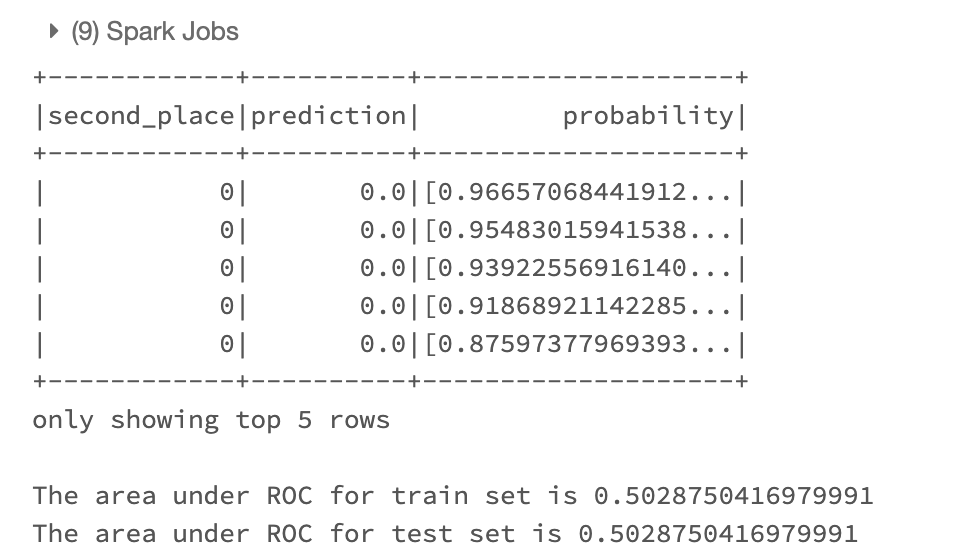 (9) Spark Jobs
+------------+----------+--------------------+
|second_place|prediction|         probability|
+------------+----------+--------------------+
|           0|       0.0|[0.96657068441912...|
|           0|       0.0|[0.95483015941538...|
|           0|       0.0|[0.93922556916140...|
|           0|       0.0|[0.91868921142285...|
|           0|       0.0|[0.87597377969393...|
+------------+----------+--------------------+
only showing top 5 rows
The area under ROC for train set is 0.5028750416979991
The area under ROC for test set is 0.5028750416979991